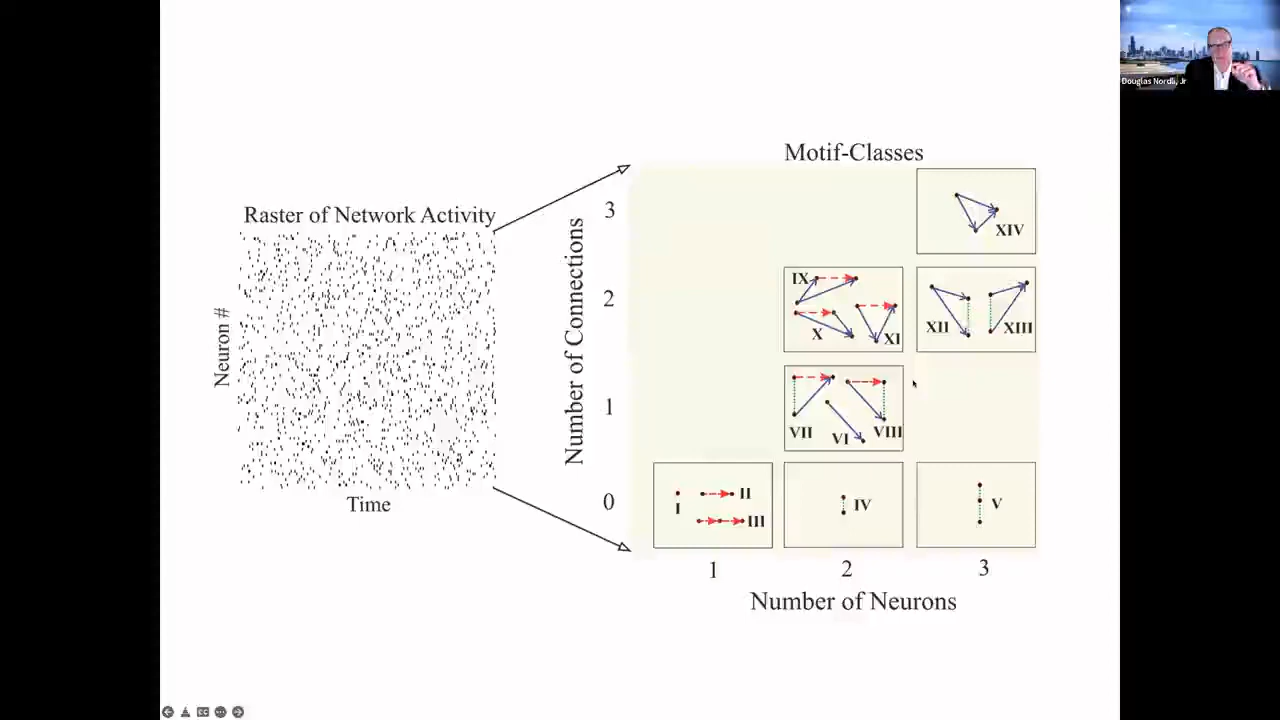 Douglas Nordli, Jr
Motif-Classes
Raster of Network Activity
Neuron #
Time
Number of Connections
3
2
1
0
XIV
IX
X
XI
XII
XIII
VII
VI
VIII
I
II
III
IV
V
1
2
3
Number of Neurons